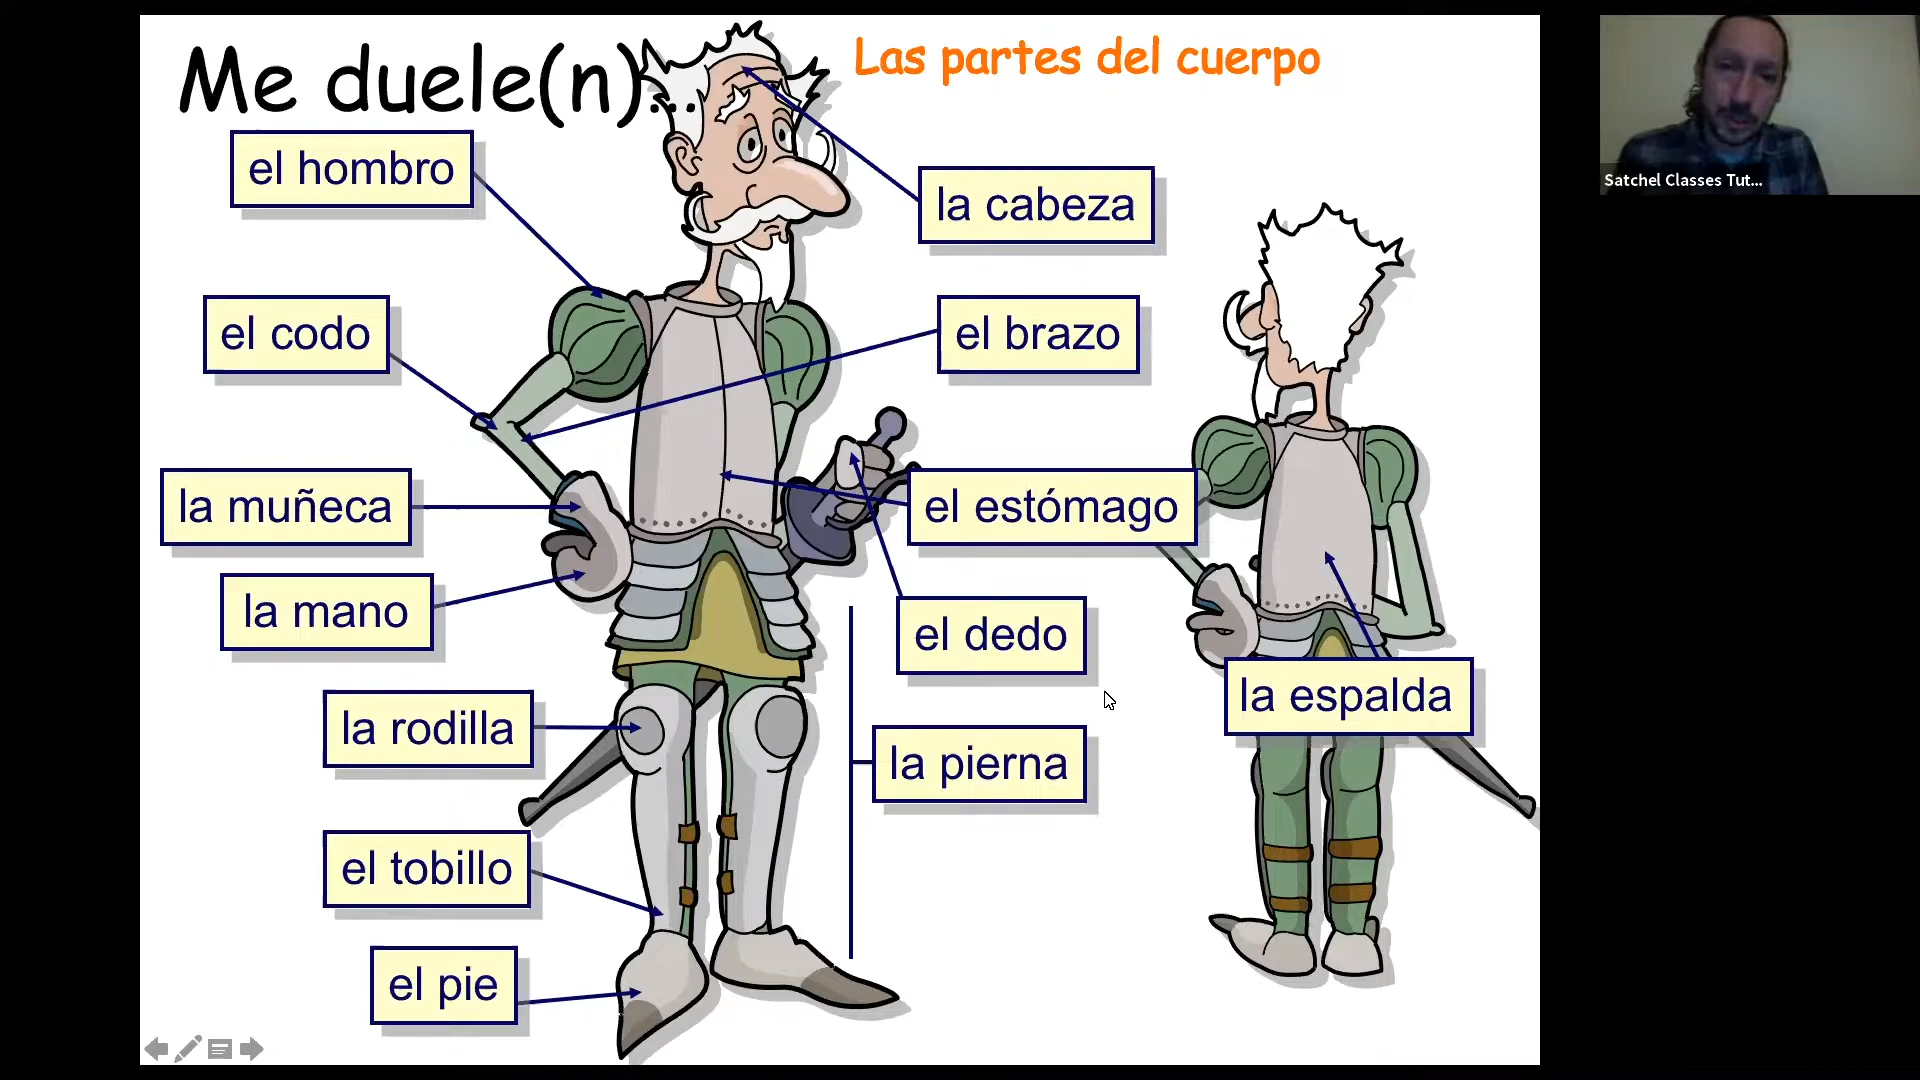 Me duele(n)...
Las partes del cuerpo
el hombro
la cabeza
el codo
el brazo
la muñeca
el estómago
la mano
el dedo
la rodilla
la espalda
la pierna
el tobillo
el pie
Satchel Classes Tut...